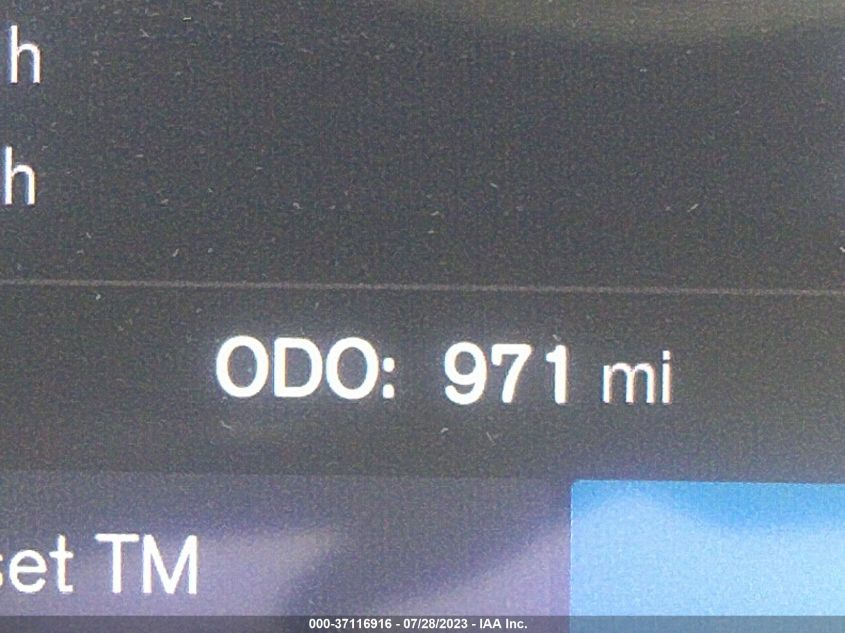 h
h
ODO: 971 mi
set TM
000-37116916 - 07/28/2023 - IAA Inc.